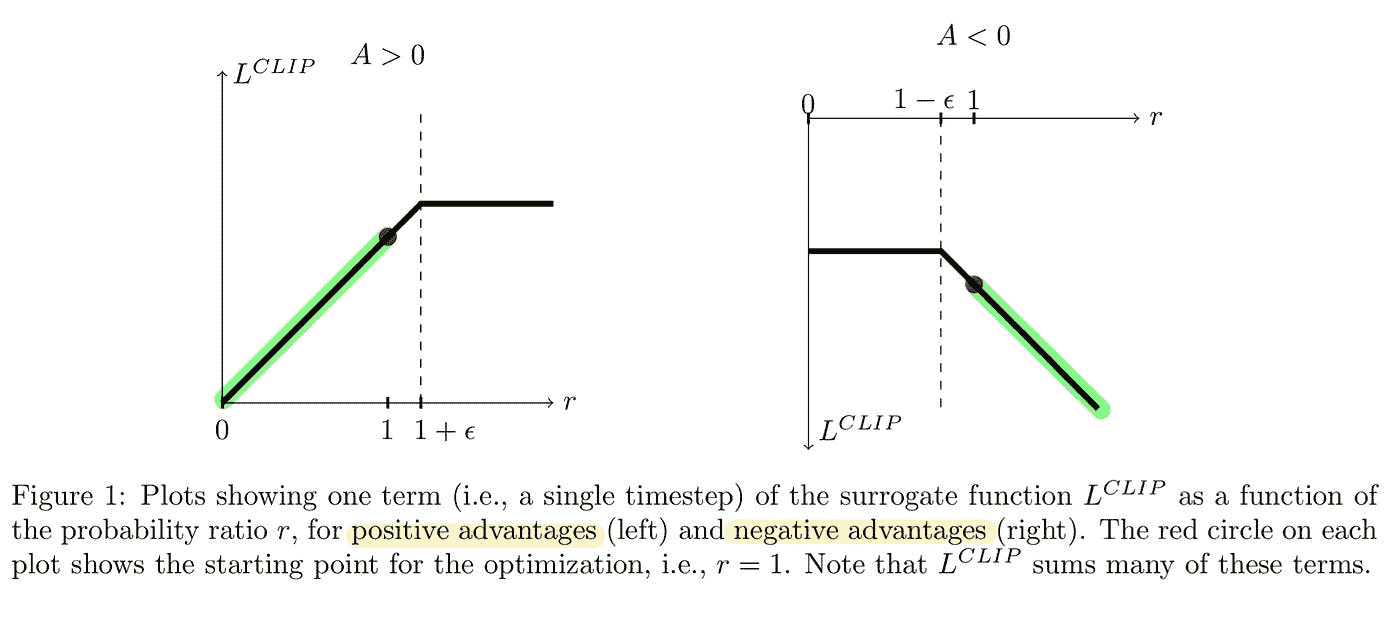 A > 0
L^{CLIP}
0
1
1 + ϵ
r
A < 0
0
1 − ϵ
1
r
L^{CLIP}
Figure 1: Plots showing one term (i.e., a single timestep) of the surrogate function L^{CLIP} as a function of
the probability ratio r, for positive advantages (left) and negative advantages (right). The red circle on each
plot shows the starting point for the optimization, i.e., r = 1. Note that L^{CLIP} sums many of these terms.